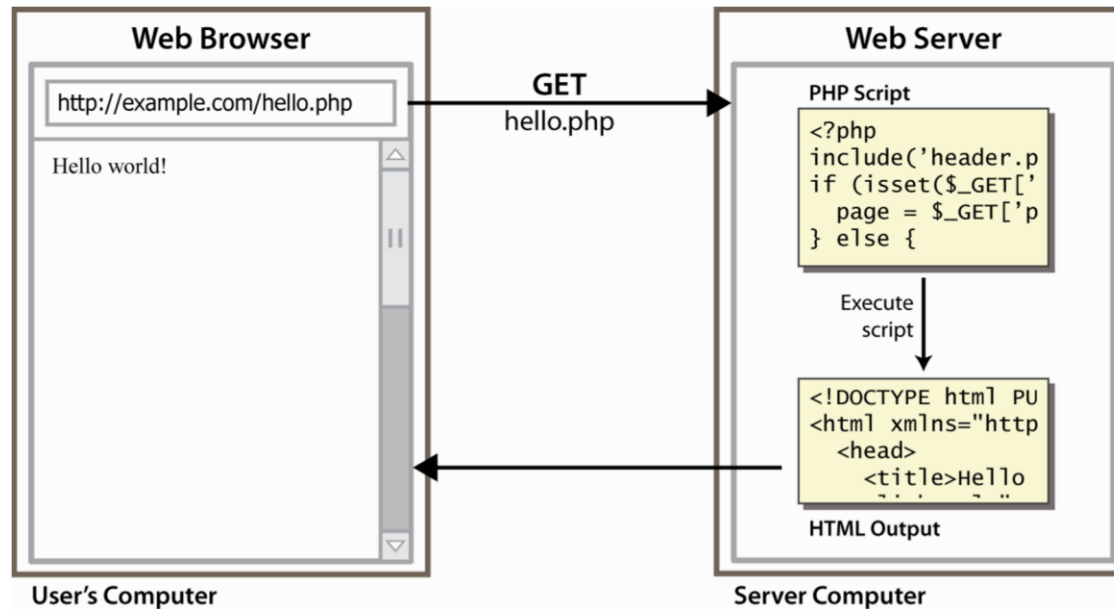 Web Browser
http://example.com/hello.php
Hello world!
User's Computer
GET
hello.php
Web Server
PHP Script
<?php
include('header.p
if (isset($_GET['
  page = $_GET['p
} else {
Execute
script
<!DOCTYPE html PU
<html xmlns="http
  <head>
    <title>Hello
HTML Output
Server Computer